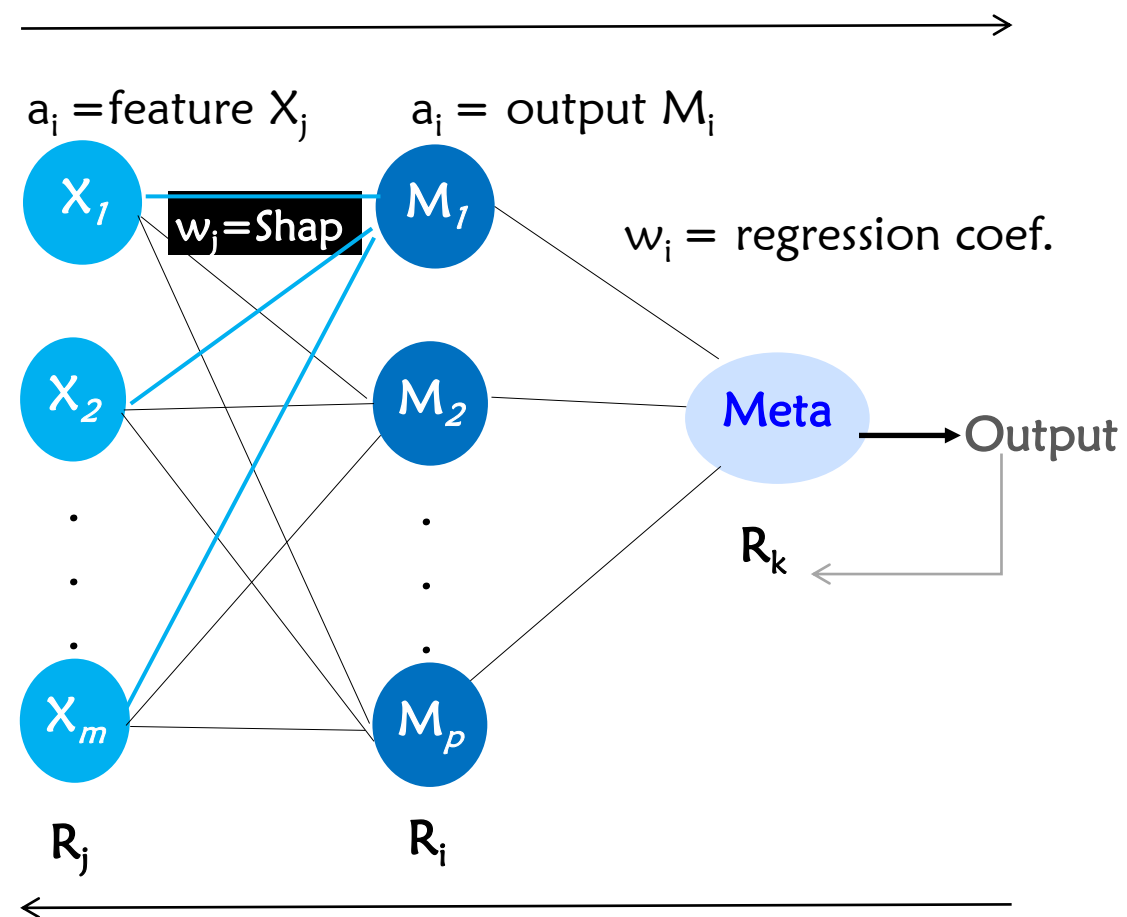 aᵢ =feature Xⱼ
aᵢ = output Mᵢ
X₁
wⱼ=Shap
M₁
wᵢ = regression coef.
X₂
M₂
Meta
Output
.
.
.
.
.
.
Rₖ
Xₘ
Mₚ
Rⱼ
Rᵢ